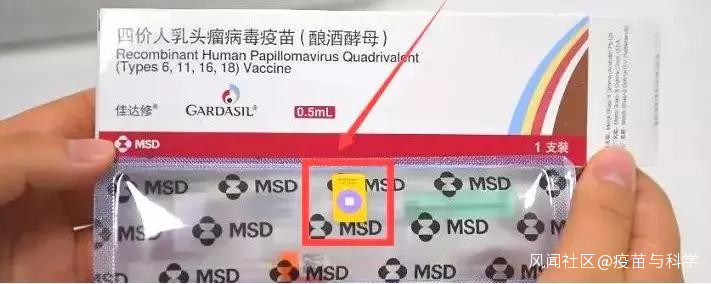 四价人乳头瘤病毒疫苗（酿酒酵母）
Recombinant Human Papillomavirus Quadrivalent
(Types 6, 11, 16, 18) Vaccine
佳达修® GARDASIL® 0.5mL
MSD 1 支装
MSD MSD MSD
MSD MSD MSD
MSD MSD MSD
风闻社区@疫苗与科学